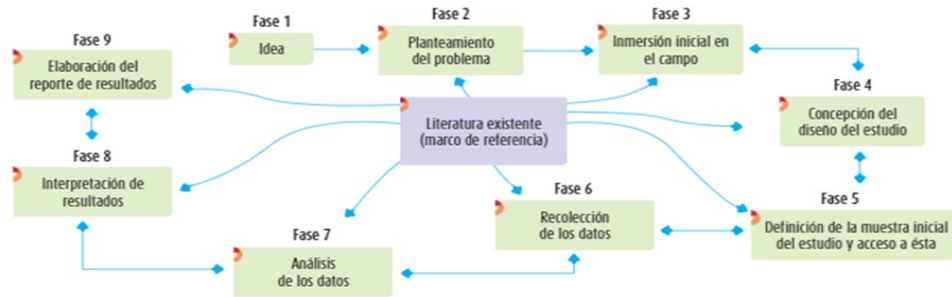 Fase 1
Idea
Fase 2
Planteamiento
del problema
Fase 3
Inmersión inicial en
el campo
Fase 4
Concepción del
diseño del estudio
Fase 5
Definición de la muestra inicial
del estudio y acceso a ésta
Fase 6
Recolección
de los datos
Fase 7
Análisis
de los datos
Fase 8
Interpretación de
resultados
Fase 9
Elaboración del
reporte de resultados
Literatura existente
(marco de referencia)